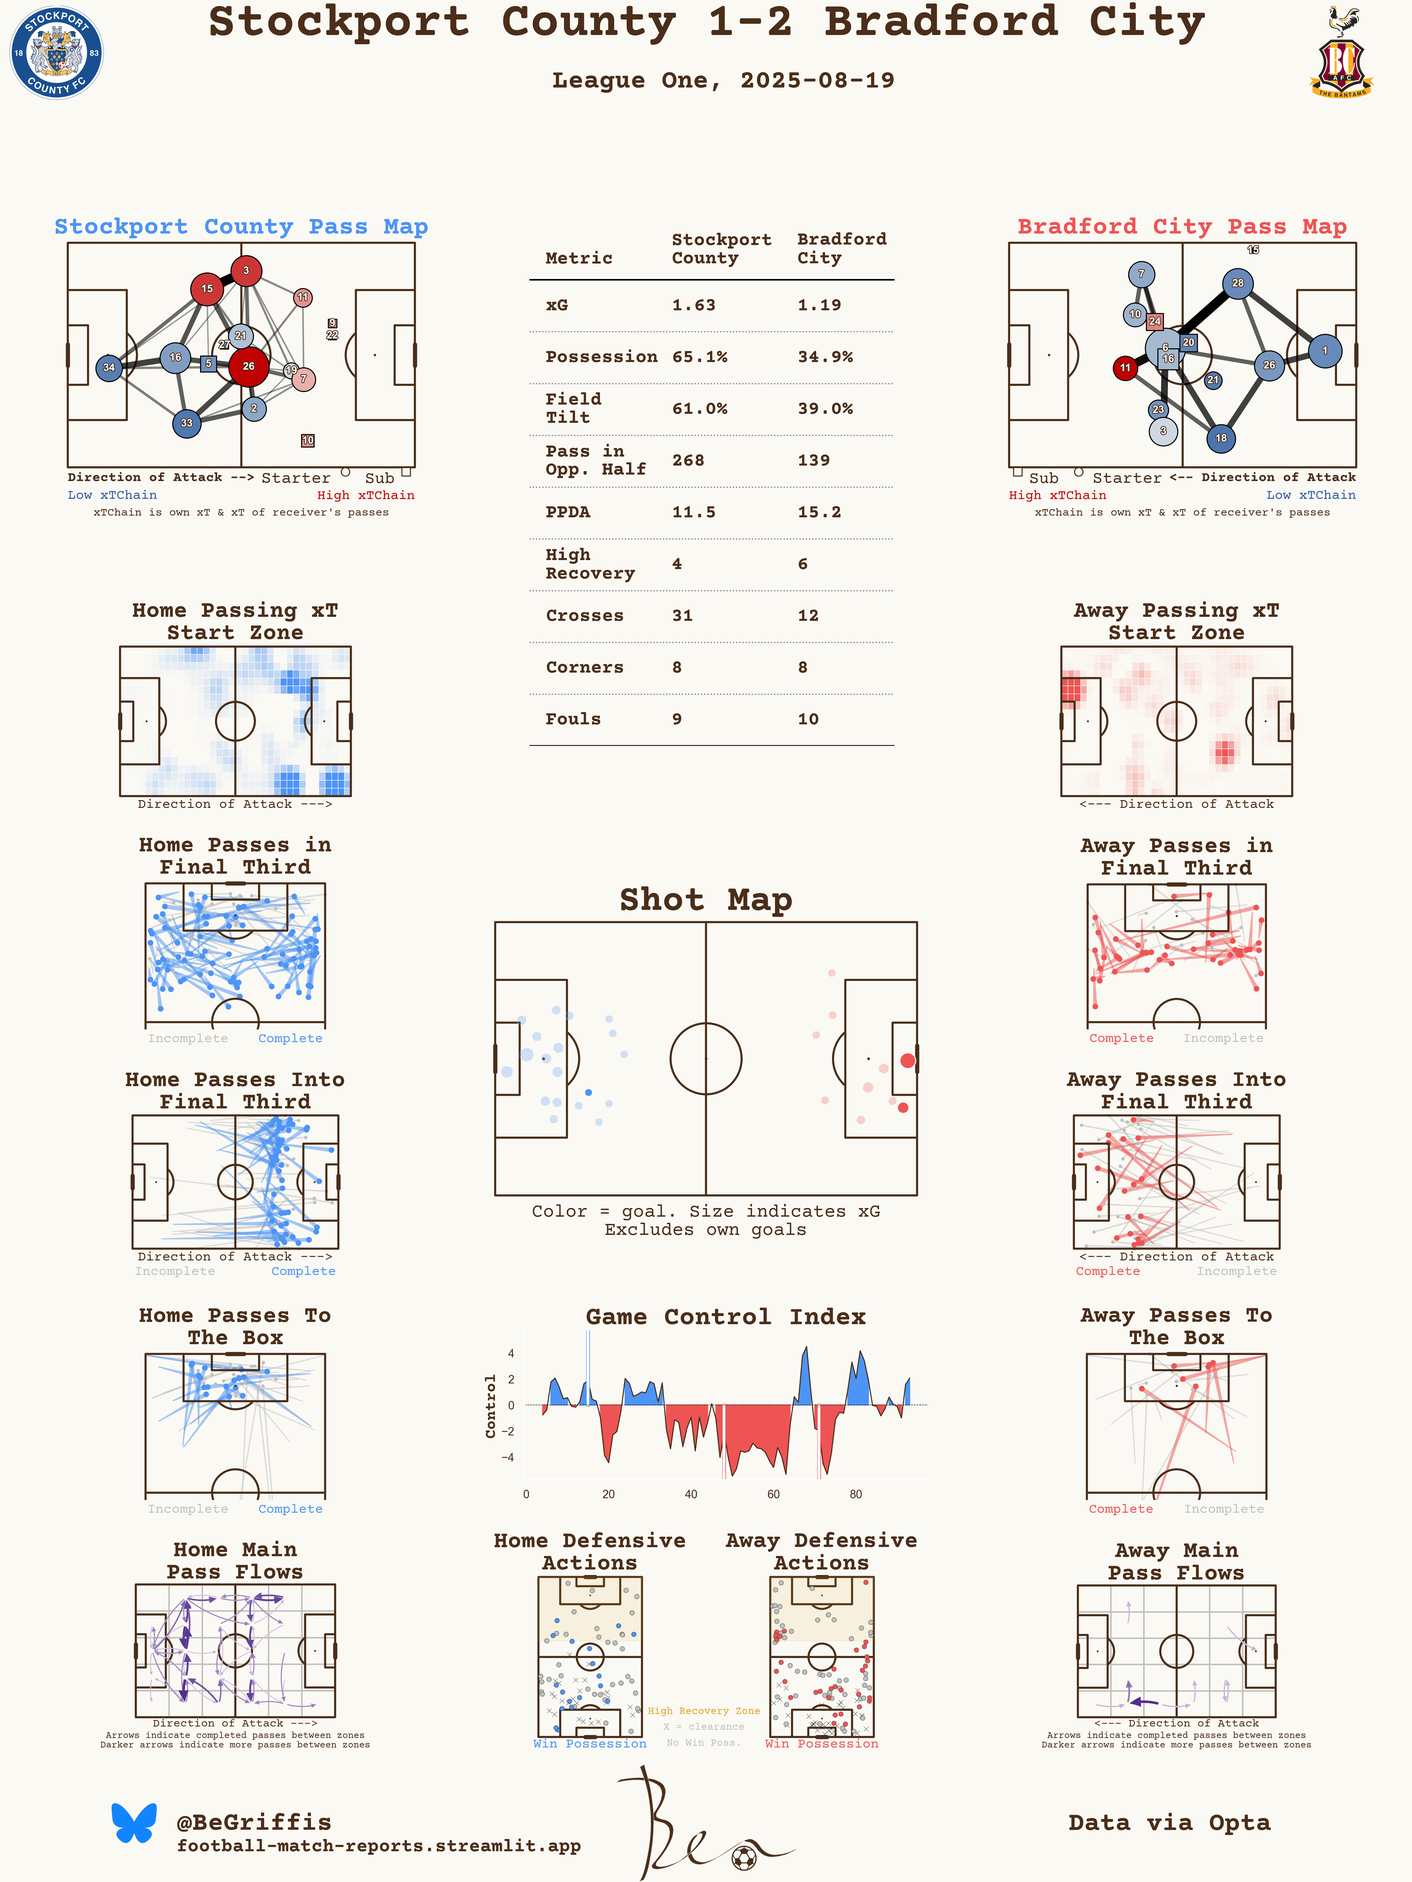 Stockport County 1-2 Bradford City
League One, 2025-08-19
STOCKPORT
18 83
COUNTY FC
BC
AFC
THE BANTAMS
Stockport County Pass Map
3
15
11
9
22
21
27
16
5
34
26
19
7
2
33
10
Direction of Attack --> Starter Sub
Low xTChain High xTChain
xTChain is own xT & xT of receiver's passes
Metric Stockport County Bradford City
xG 1.63 1.19
Possession 65.1% 34.9%
Field Tilt 61.0% 39.0%
Pass in Opp. Half 268 139
PPDA 11.5 15.2
High Recovery 4 6
Crosses 31 12
Corners 8 8
Fouls 9 10
Bradford City Pass Map
15
7
28
10
24
6
20
16
1
11
26
21
23
3
18
Sub Starter <-- Direction of Attack
High xTChain Low xTChain
xTChain is own xT & xT of receiver's passes
Home Passing xT
Start Zone
Direction of Attack --->
Away Passing xT
Start Zone
<--- Direction of Attack
Home Passes in
Final Third
Incomplete Complete
Shot Map
Color = goal. Size indicates xG
Excludes own goals
Away Passes in
Final Third
Complete Incomplete
Home Passes Into
Final Third
Direction of Attack --->
Incomplete Complete
Away Passes Into
Final Third
<--- Direction of Attack
Complete Incomplete
Home Passes To
The Box
Incomplete Complete
Game Control Index
Control
4
2
0
−2
−4
0 20 40 60 80
Away Passes To
The Box
Complete Incomplete
Home Main
Pass Flows
Direction of Attack --->
Arrows indicate completed passes between zones
Darker arrows indicate more passes between zones
Home Defensive
Actions
Win Possession
High Recovery Zone
X = clearance
No Win Poss.
Away Defensive
Actions
Win Possession
Away Main
Pass Flows
<--- Direction of Attack
Arrows indicate completed passes between zones
Darker arrows indicate more passes between zones
@BeGriffis
football-match-reports.streamlit.app
Ben
Data via Opta